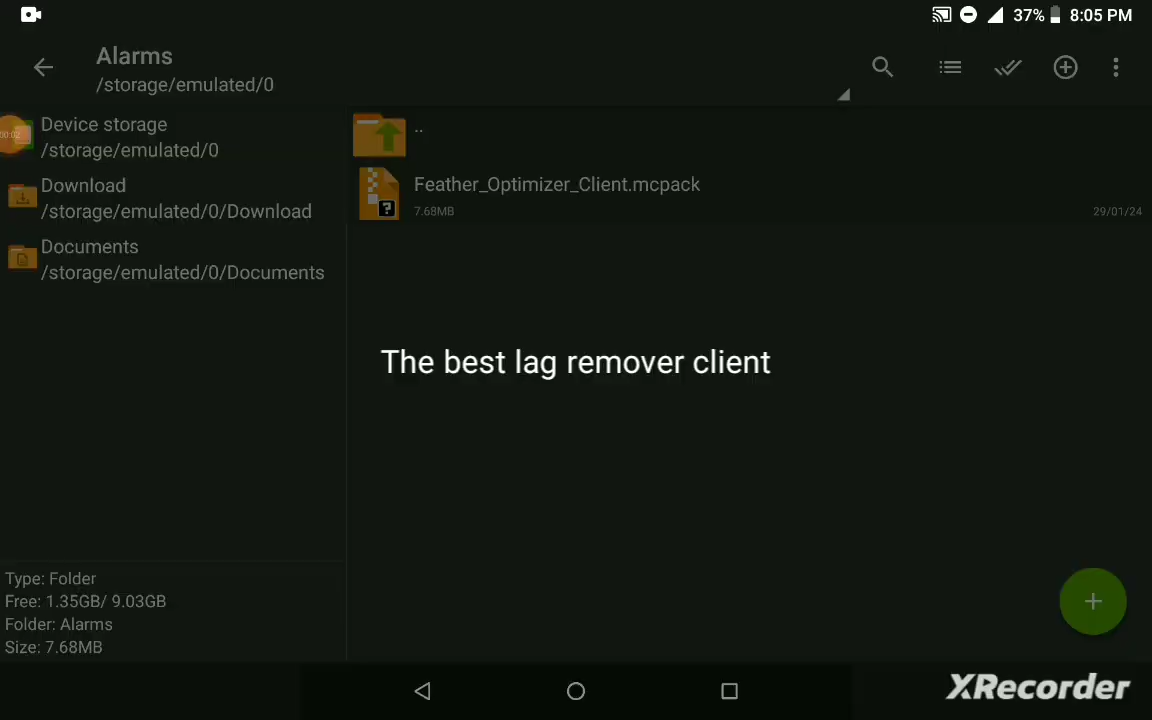 37% 8:05 PM
Alarms
/storage/emulated/0
00:02
Device storage
/storage/emulated/0
Download
/storage/emulated/0/Download
Documents
/storage/emulated/0/Documents
..
Feather_Optimizer_Client.mcpack
7.68MB
29/01/24
The best lag remover client
Type: Folder
Free: 1.35GB/ 9.03GB
Folder: Alarms
Size: 7.68MB
XRecorder